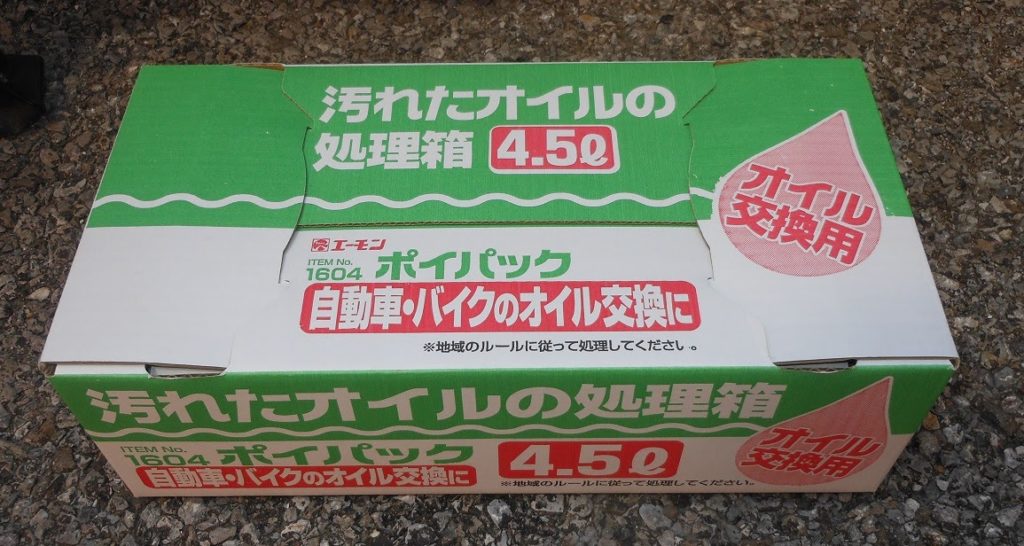 汚れたオイルの
処理箱 4.5ℓ
オイル
交換用
エーモン
ITEM No.
1604 ポイパック
自動車・バイクのオイル交換に
※地域のルールに従って処理してください。
汚れたオイルの処理箱
ITEM No.
1604 ポイパック
自動車・バイクのオイル交換に
4.5ℓ
※地域のルールに従って処理してください。
オイル
交換用